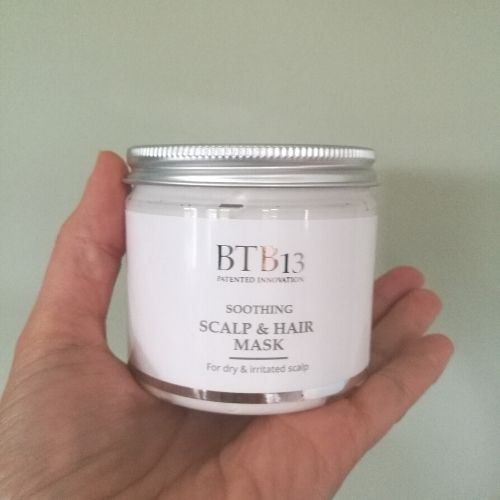 BTB13
PATENTED INNOVATION
SOOTHING
SCALP & HAIR
MASK
For dry & irritated scalp